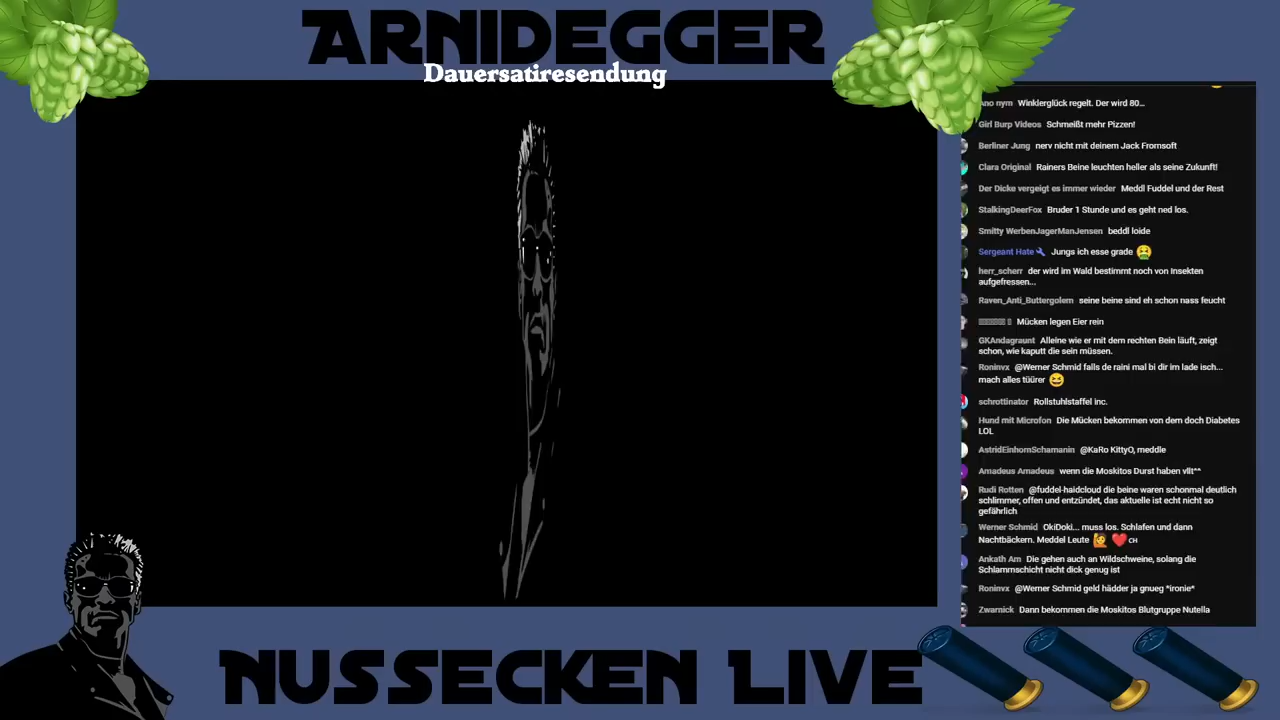 ARNIDEGGER
Dauersatiresendung
Ano nym Winklerglück regelt. Der wird 80...
Girl Burp Videos Schmeißt mehr Pizzen!
Berliner Jung nerv nicht mit deinem Jack Fromsoft
Clara Original Rainers Beine leuchten heller als seine Zukunft!
Der Dicke vergeigt es immer wieder Meddl Fuddel und der Rest
StalkingDeerFox Bruder 1 Stunde und es geht ned los.
Smitty WerbenJagerManJensen beddl loide
Sergeant Hate Jungs ich esse grade
herr_scherr der wird im Wald bestimmt noch von Insekten
aufgefressen...
Raven_Anti_Buttergolem seine beine sind eh schon nass feucht
Mücken legen Eier rein
GKAndagraunt Alleine wie er mit dem rechten Bein läuft, zeigt
schon, wie kaputt die sein müssen.
Roninvx @Werner Schmid falls de raini mal bi dir im lade isch...
mach alles tüürer
schrottinator Rollstuhlstaffel inc.
Hund mit Microfon Die Mücken bekommen von dem doch Diabetes
LOL
AstridEinhornSchamanin @KaRo KittyO, meddle
Amadeus Amadeus wenn die Moskitos Durst haben vllt^^
Rudi Rotten @fuddel-haidcloud die beine waren schonmal deutlich
schlimmer, offen und entzündet, das aktuelle ist echt nicht so
gefährlich
Werner Schmid OkiDoki... muss los. Schlafen und dann
Nachtbäckern. Meddel Leute CH
Ankath Am Die gehen auch an Wildschweine, solang die
Schlammschicht nicht dick genug ist
Roninvx @Werner Schmid geld hädder ja gnueg *ironie*
Zwarnick Dann bekommen die Moskitos Blutgruppe Nutella
NUSSECKEN LIVE